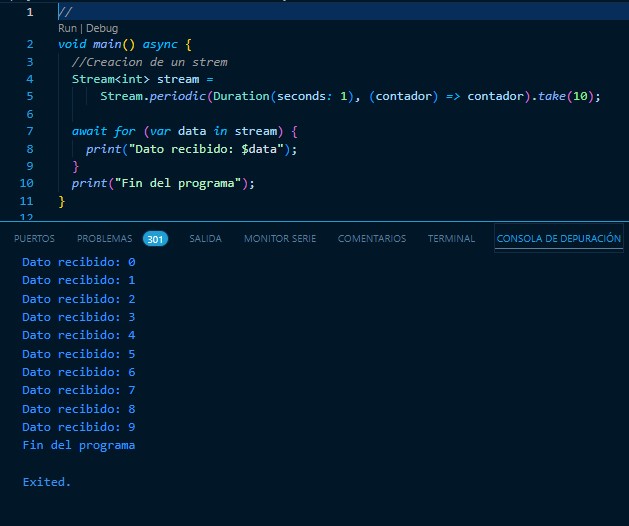 1 //
Run | Debug
2 void main() async {
3 //Creacion de un strem
4 Stream<int> stream =
5 Stream.periodic(Duration(seconds: 1), (contador) => contador).take(10);
6
7 await for (var data in stream) {
8 print("Dato recibido: $data");
9 }
10 print("Fin del programa");
11 }
12
PUERTOS PROBLEMAS 301 SALIDA MONITOR SERIE COMENTARIOS TERMINAL CONSOLA DE DEPURACIÓN
Dato recibido: 0
Dato recibido: 1
Dato recibido: 2
Dato recibido: 3
Dato recibido: 4
Dato recibido: 5
Dato recibido: 6
Dato recibido: 7
Dato recibido: 8
Dato recibido: 9
Fin del programa
Exited.